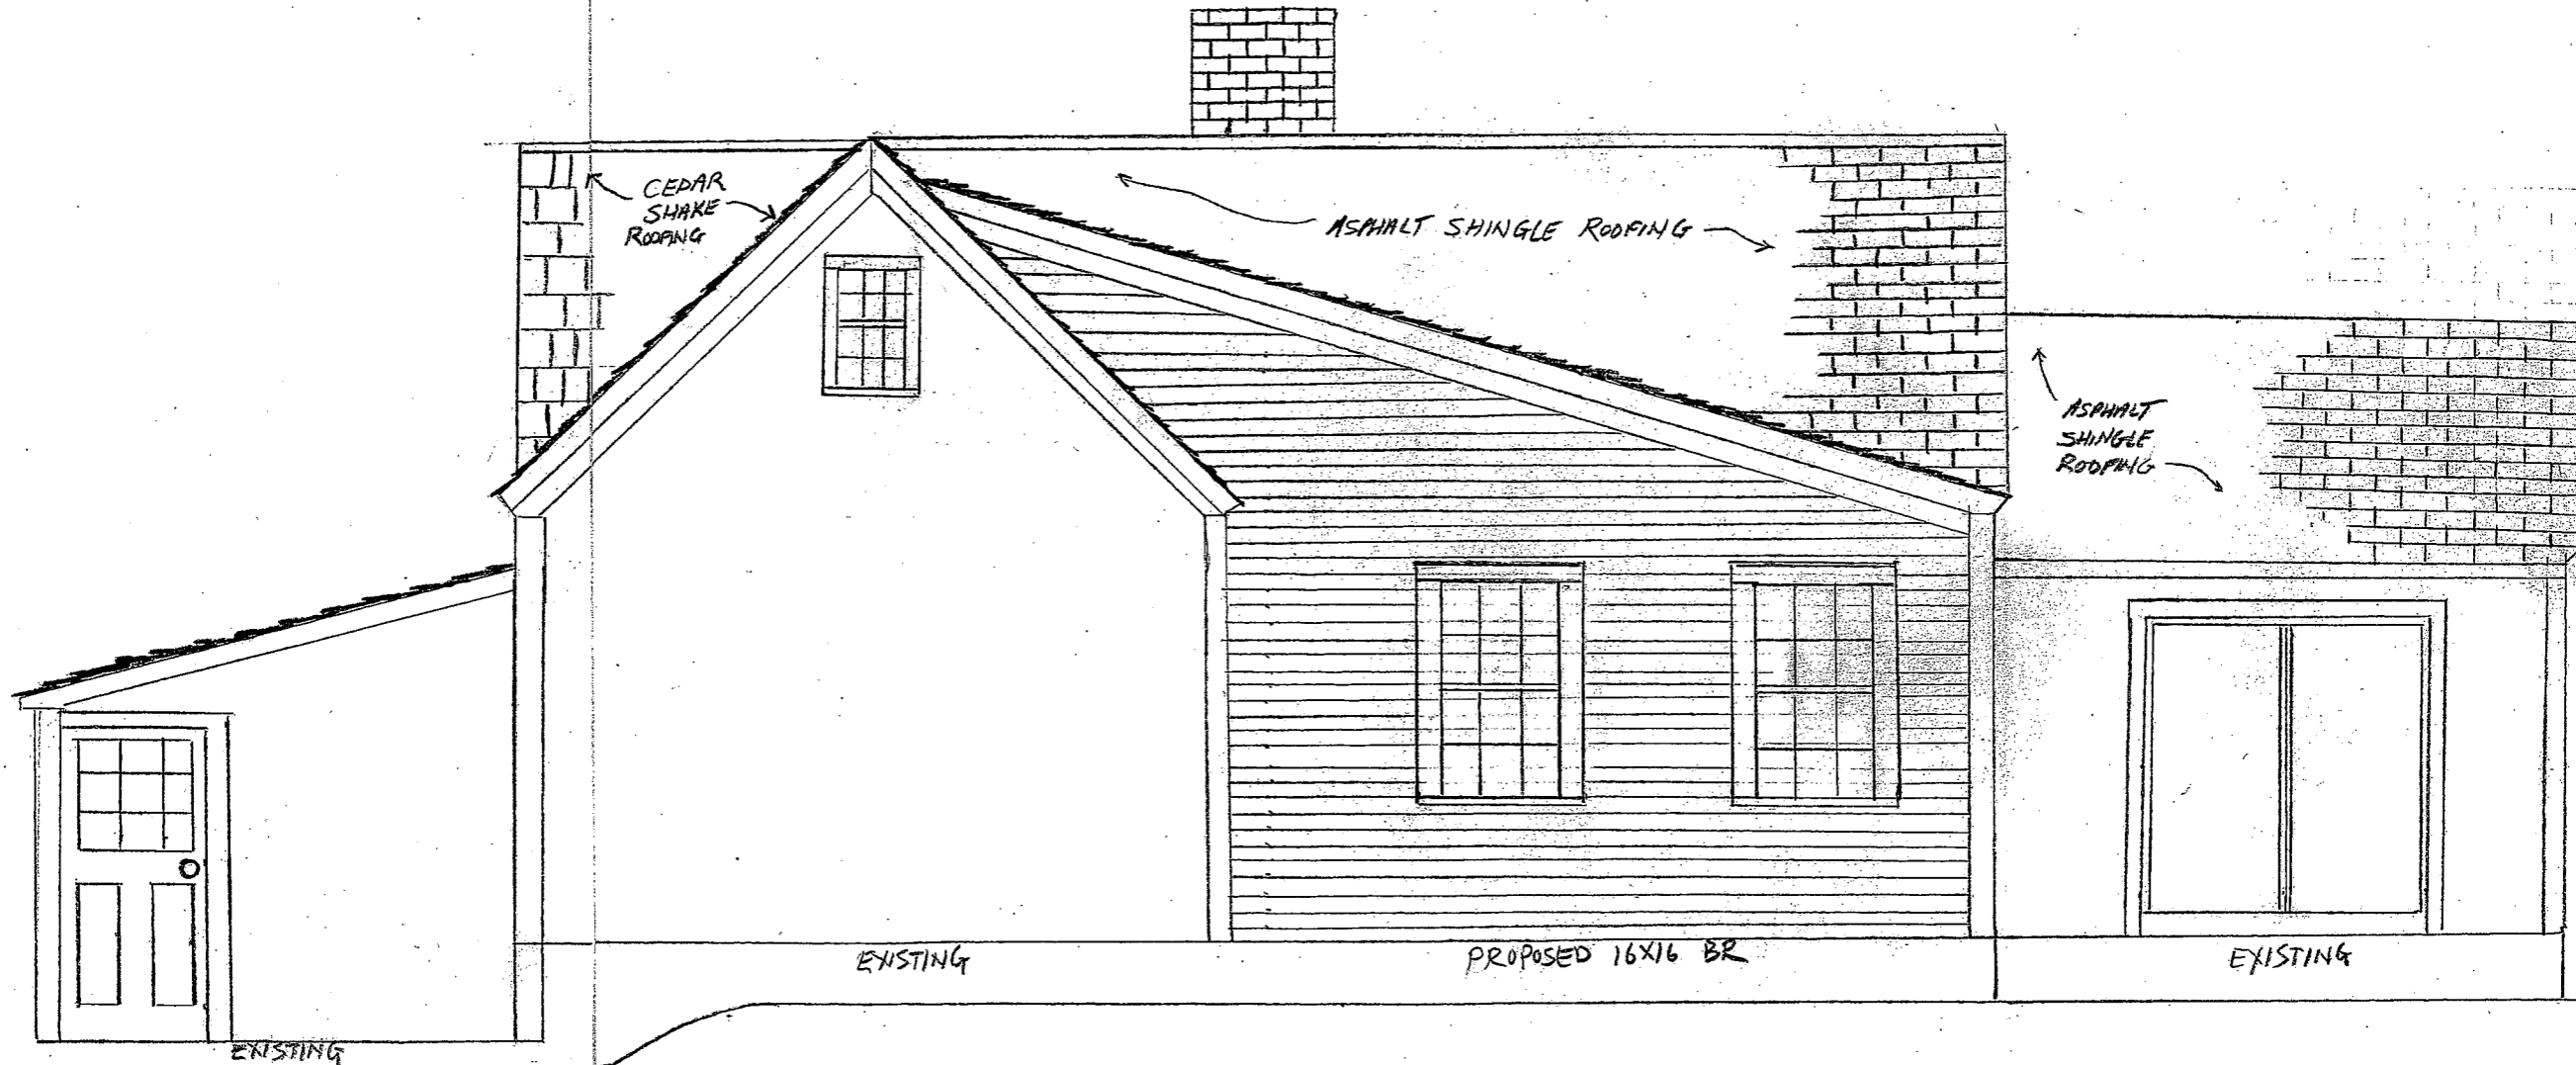 CEDAR
SHAKE
ROOFING
ASPHALT SHINGLE ROOFING
ASPHALT
SHINGLE
ROOFING
EXISTING
PROPOSED 16X16 BR
EXISTING
EXISTING